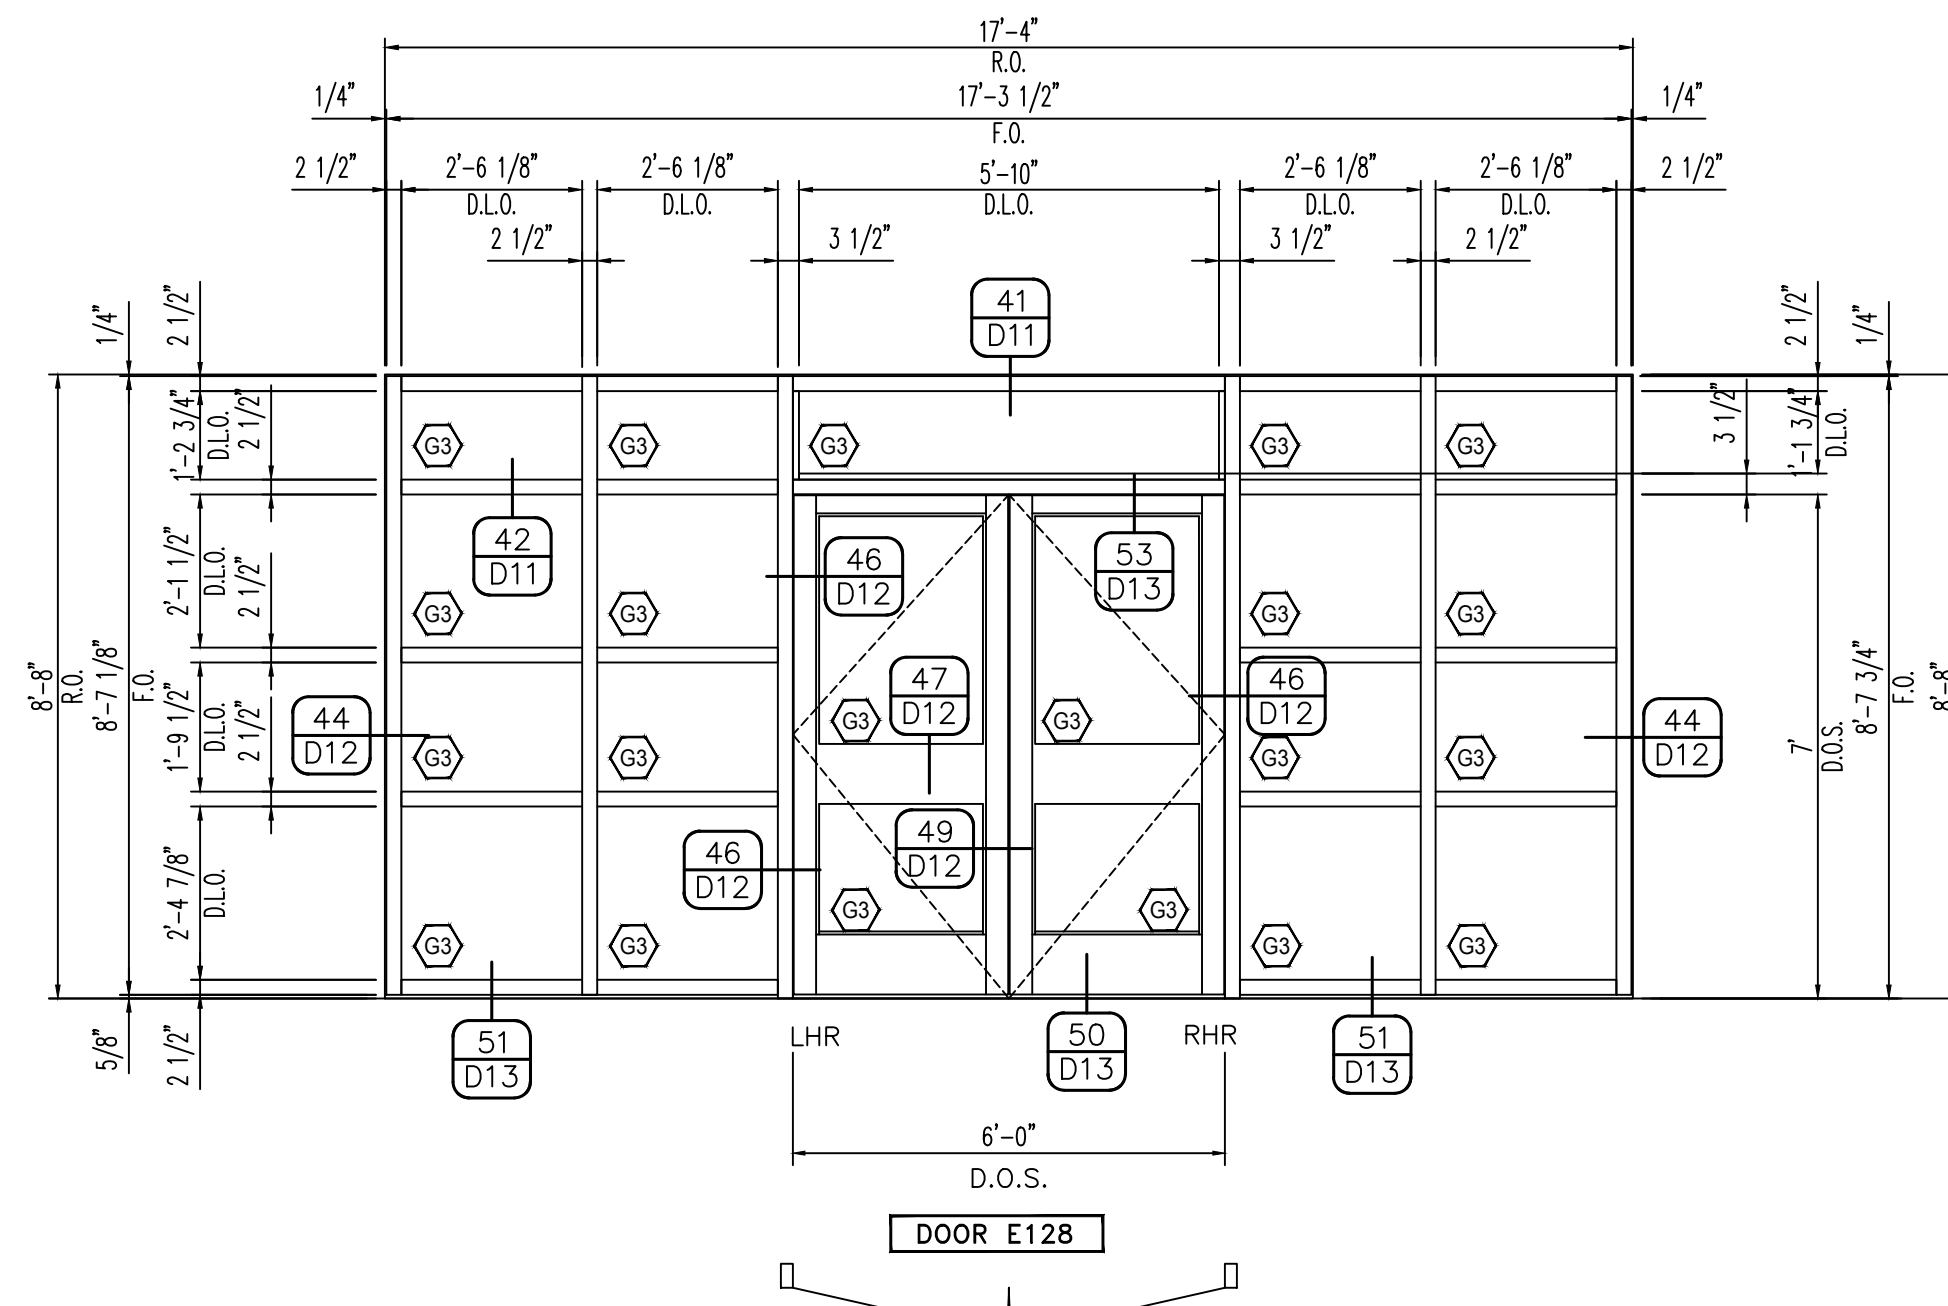 17'-4"
R.O.
1/4" 17'-3 1/2" 1/4"
F.O.
2 1/2" 2'-6 1/8" 2'-6 1/8" 5'-10" 2'-6 1/8" 2'-6 1/8" 2 1/2"
D.L.O. D.L.O. D.L.O. D.L.O. D.L.O.
2 1/2" 3 1/2" 3 1/2" 2 1/2"
41
D11
1/4"
2 1/2"
2 1/2"
1/4"
1'-2 3/4"
D.L.O.
2 1/2"
G3 G3 G3 G3 G3
3 1/2"
1'-1 3/4"
D.L.O.
42
D11
46
D12
53
D13
2'-1 1/2"
D.L.O.
2 1/2"
G3 G3 G3 G3
8'-8"
R.O.
8'-7 1/8"
F.O.
44
D12
47
D12
46
D12
44
D12
G3 G3
1'-9 1/2"
D.L.O.
2 1/2"
G3 G3 G3 G3
7'
D.O.S.
8'-7 3/4"
F.O.
8'-8"
46
D12
49
D12
2'-4 7/8"
D.L.O.
G3 G3
G3 G3 G3 G3
5/8"
2 1/2"
51
D13
LHR
50
D13
RHR
51
D13
6'-0"
D.O.S.
DOOR E128